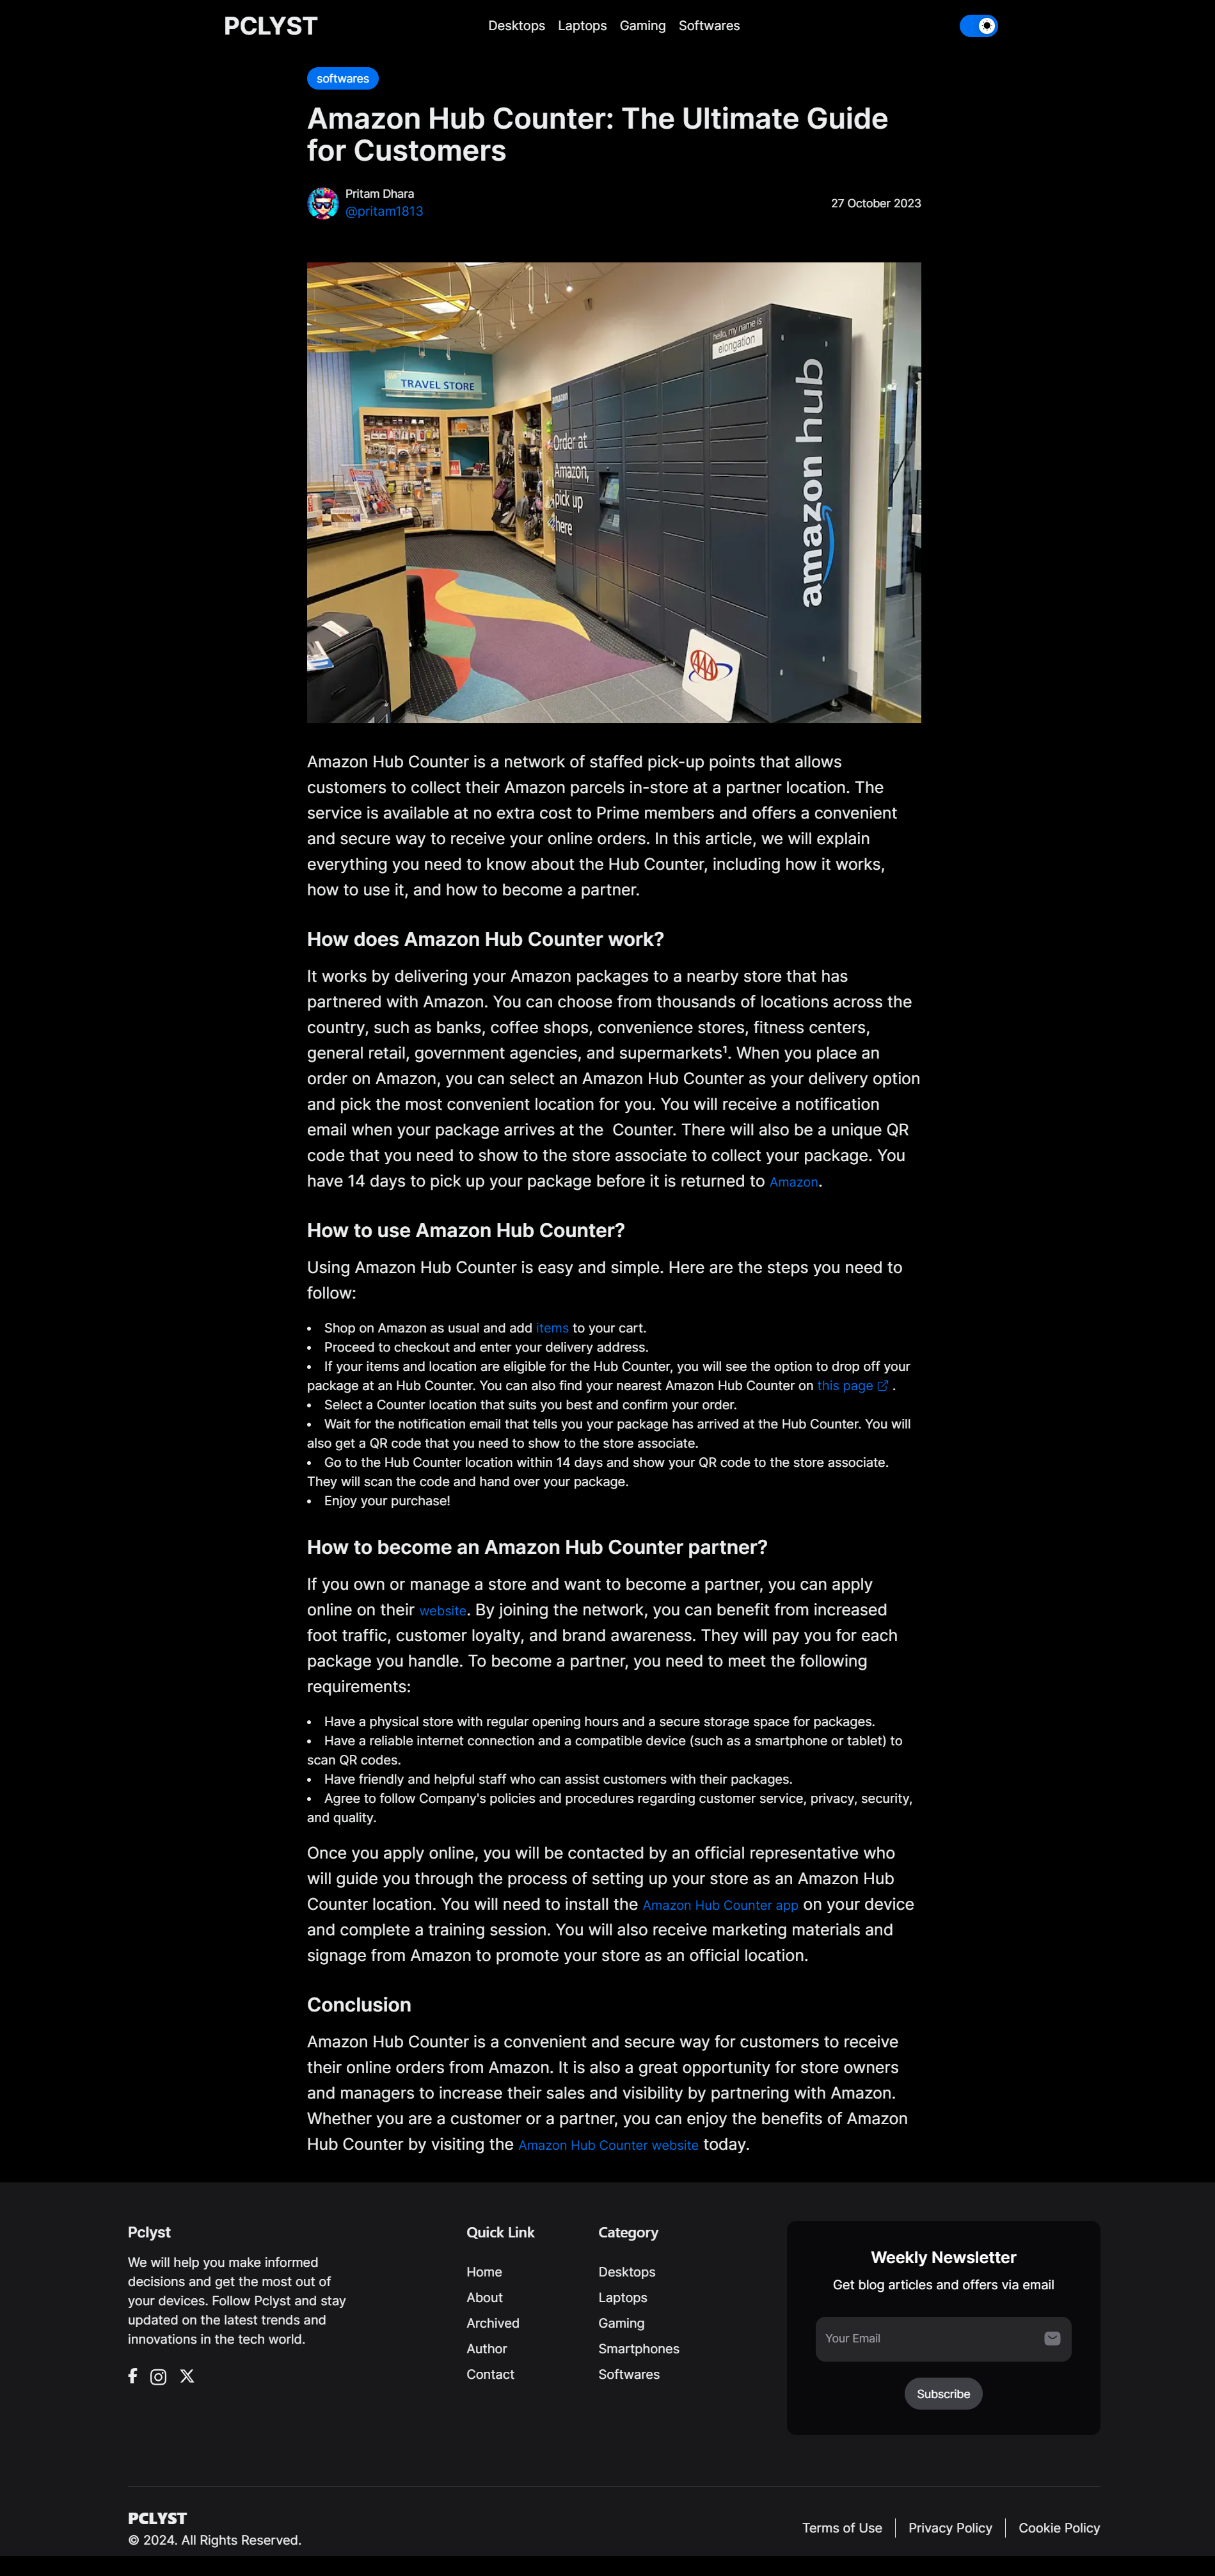 PCLYST
Desktops Laptops Gaming Softwares
softwares
Amazon Hub Counter: The Ultimate Guide
for Customers
Pritam Dhara
@pritam1813
27 October 2023
hello, my name is
elongation
TRAVEL STORE
amazon
Order at
Amazon,
pick up
here
amazon hub
AAA
Amazon Hub Counter is a network of staffed pick-up points that allows
customers to collect their Amazon parcels in-store at a partner location. The
service is available at no extra cost to Prime members and offers a convenient
and secure way to receive your online orders. In this article, we will explain
everything you need to know about the Hub Counter, including how it works,
how to use it, and how to become a partner.
How does Amazon Hub Counter work?
It works by delivering your Amazon packages to a nearby store that has
partnered with Amazon. You can choose from thousands of locations across the
country, such as banks, coffee shops, convenience stores, fitness centers,
general retail, government agencies, and supermarkets¹. When you place an
order on Amazon, you can select an Amazon Hub Counter as your delivery option
and pick the most convenient location for you. You will receive a notification
email when your package arrives at the  Counter. There will also be a unique QR
code that you need to show to the store associate to collect your package. You
have 14 days to pick up your package before it is returned to Amazon.
How to use Amazon Hub Counter?
Using Amazon Hub Counter is easy and simple. Here are the steps you need to
follow:
• Shop on Amazon as usual and add items to your cart.
• Proceed to checkout and enter your delivery address.
• If your items and location are eligible for the Hub Counter, you will see the option to drop off your
package at an Hub Counter. You can also find your nearest Amazon Hub Counter on this page .
• Select a Counter location that suits you best and confirm your order.
• Wait for the notification email that tells you your package has arrived at the Hub Counter. You will
also get a QR code that you need to show to the store associate.
• Go to the Hub Counter location within 14 days and show your QR code to the store associate.
They will scan the code and hand over your package.
• Enjoy your purchase!
How to become an Amazon Hub Counter partner?
If you own or manage a store and want to become a partner, you can apply
online on their website. By joining the network, you can benefit from increased
foot traffic, customer loyalty, and brand awareness. They will pay you for each
package you handle. To become a partner, you need to meet the following
requirements:
• Have a physical store with regular opening hours and a secure storage space for packages.
• Have a reliable internet connection and a compatible device (such as a smartphone or tablet) to
scan QR codes.
• Have friendly and helpful staff who can assist customers with their packages.
• Agree to follow Company's policies and procedures regarding customer service, privacy, security,
and quality.
Once you apply online, you will be contacted by an official representative who
will guide you through the process of setting up your store as an Amazon Hub
Counter location. You will need to install the Amazon Hub Counter app on your device
and complete a training session. You will also receive marketing materials and
signage from Amazon to promote your store as an official location.
Conclusion
Amazon Hub Counter is a convenient and secure way for customers to receive
their online orders from Amazon. It is also a great opportunity for store owners
and managers to increase their sales and visibility by partnering with Amazon.
Whether you are a customer or a partner, you can enjoy the benefits of Amazon
Hub Counter by visiting the Amazon Hub Counter website today.
Pclyst
We will help you make informed
decisions and get the most out of
your devices. Follow Pclyst and stay
updated on the latest trends and
innovations in the tech world.
Quick Link
Home
About
Archived
Author
Contact
Category
Desktops
Laptops
Gaming
Smartphones
Softwares
Weekly Newsletter
Get blog articles and offers via email
Your Email
Subscribe
PCLYST
© 2024. All Rights Reserved.
Terms of Use
Privacy Policy
Cookie Policy